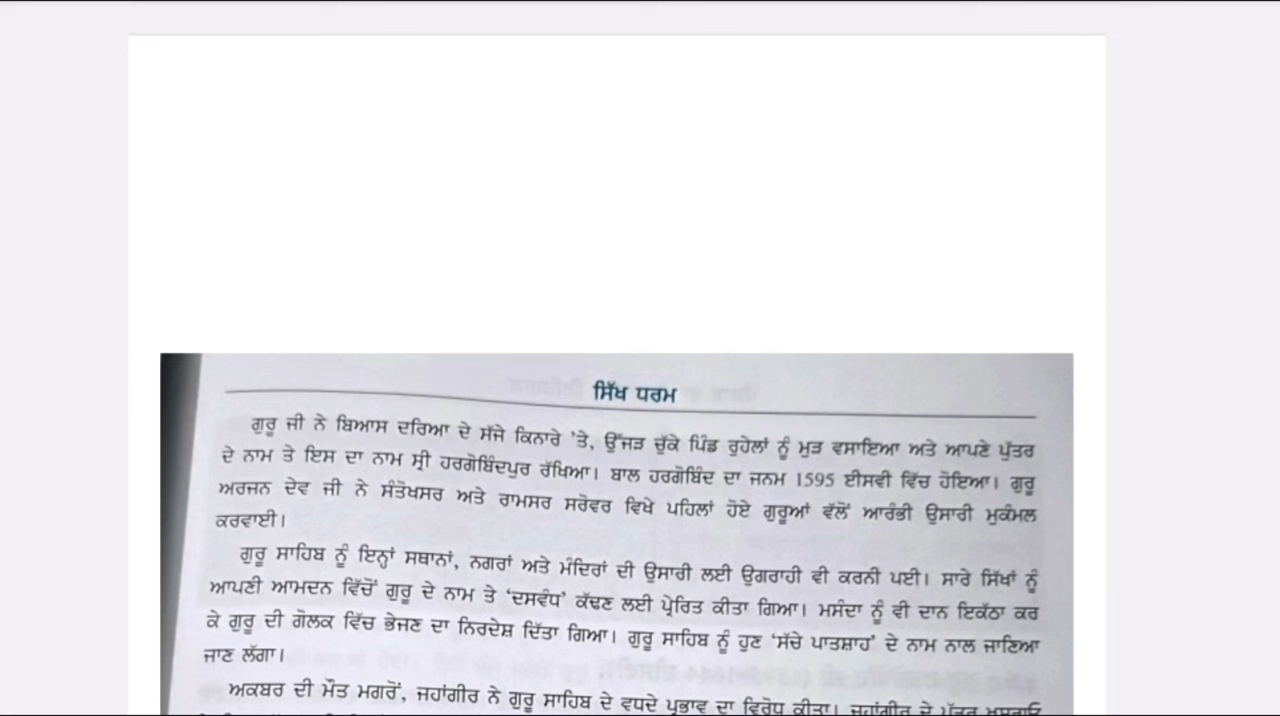 ਸਿੱਖ ਧਰਮ
ਗੁਰੂ ਜੀ ਨੇ ਬਿਆਸ ਦਰਿਆ ਦੇ ਸੱਜੇ ਕਿਨਾਰੇ 'ਤੇ, ਉੱਜੜ ਚੁੱਕੇ ਪਿੰਡ ਰੁਹੇਲਾਂ ਨੂੰ ਮੁੜ ਵਸਾਇਆ ਅਤੇ ਆਪਣੇ ਪੁੱਤਰ
ਦੇ ਨਾਮ ਤੇ ਇਸ ਦਾ ਨਾਮ ਸ੍ਰੀ ਹਰਗੋਬਿੰਦਪੁਰ ਰੱਖਿਆ। ਬਾਲ ਹਰਗੋਬਿੰਦ ਦਾ ਜਨਮ 1595 ਈਸਵੀ ਵਿੱਚ ਹੋਇਆ। ਗੁਰੂ
ਅਰਜਨ ਦੇਵ ਜੀ ਨੇ ਸੰਤੋਖਸਰ ਅਤੇ ਰਾਮਸਰ ਸਰੋਵਰ ਵਿਖੇ ਪਹਿਲਾਂ ਹੋਏ ਗੁਰੂਆਂ ਵੱਲੋਂ ਆਰੰਭੀ ਉਸਾਰੀ ਮੁਕੰਮਲ
ਕਰਵਾਈ।
ਗੁਰੂ ਸਾਹਿਬ ਨੂੰ ਇਨ੍ਹਾਂ ਸਥਾਨਾਂ, ਨਗਰਾਂ ਅਤੇ ਮੰਦਿਰਾਂ ਦੀ ਉਸਾਰੀ ਲਈ ਉਗਰਾਹੀ ਵੀ ਕਰਨੀ ਪਈ। ਸਾਰੇ ਸਿੱਖਾਂ ਨੂੰ
ਆਪਣੀ ਆਮਦਨ ਵਿੱਚੋਂ ਗੁਰੂ ਦੇ ਨਾਮ ਤੇ 'ਦਸਵੰਧ' ਕੱਢਣ ਲਈ ਪ੍ਰੇਰਿਤ ਕੀਤਾ ਗਿਆ। ਮਸੰਦਾ ਨੂੰ ਵੀ ਦਾਨ ਇਕੱਠਾ ਕਰ
ਕੇ ਗੁਰੂ ਦੀ ਗੋਲਕ ਵਿੱਚ ਭੇਜਣ ਦਾ ਨਿਰਦੇਸ਼ ਦਿੱਤਾ ਗਿਆ। ਗੁਰੂ ਸਾਹਿਬ ਨੂੰ ਹੁਣ 'ਸੱਚੇ ਪਾਤਸ਼ਾਹ' ਦੇ ਨਾਮ ਨਾਲ ਜਾਣਿਆ
ਜਾਣ ਲੱਗਾ।
ਅਕਬਰ ਦੀ ਮੌਤ ਮਗਰੋਂ, ਜਹਾਂਗੀਰ ਨੇ ਗੁਰੂ ਸਾਹਿਬ ਦੇ ਵਧਦੇ ਪ੍ਰਭਾਵ ਦਾ ਵਿਰੋਧ ਕੀਤਾ। ਜਹਾਂਗੀਰ ਦੇ ਪੁੱਤਰ